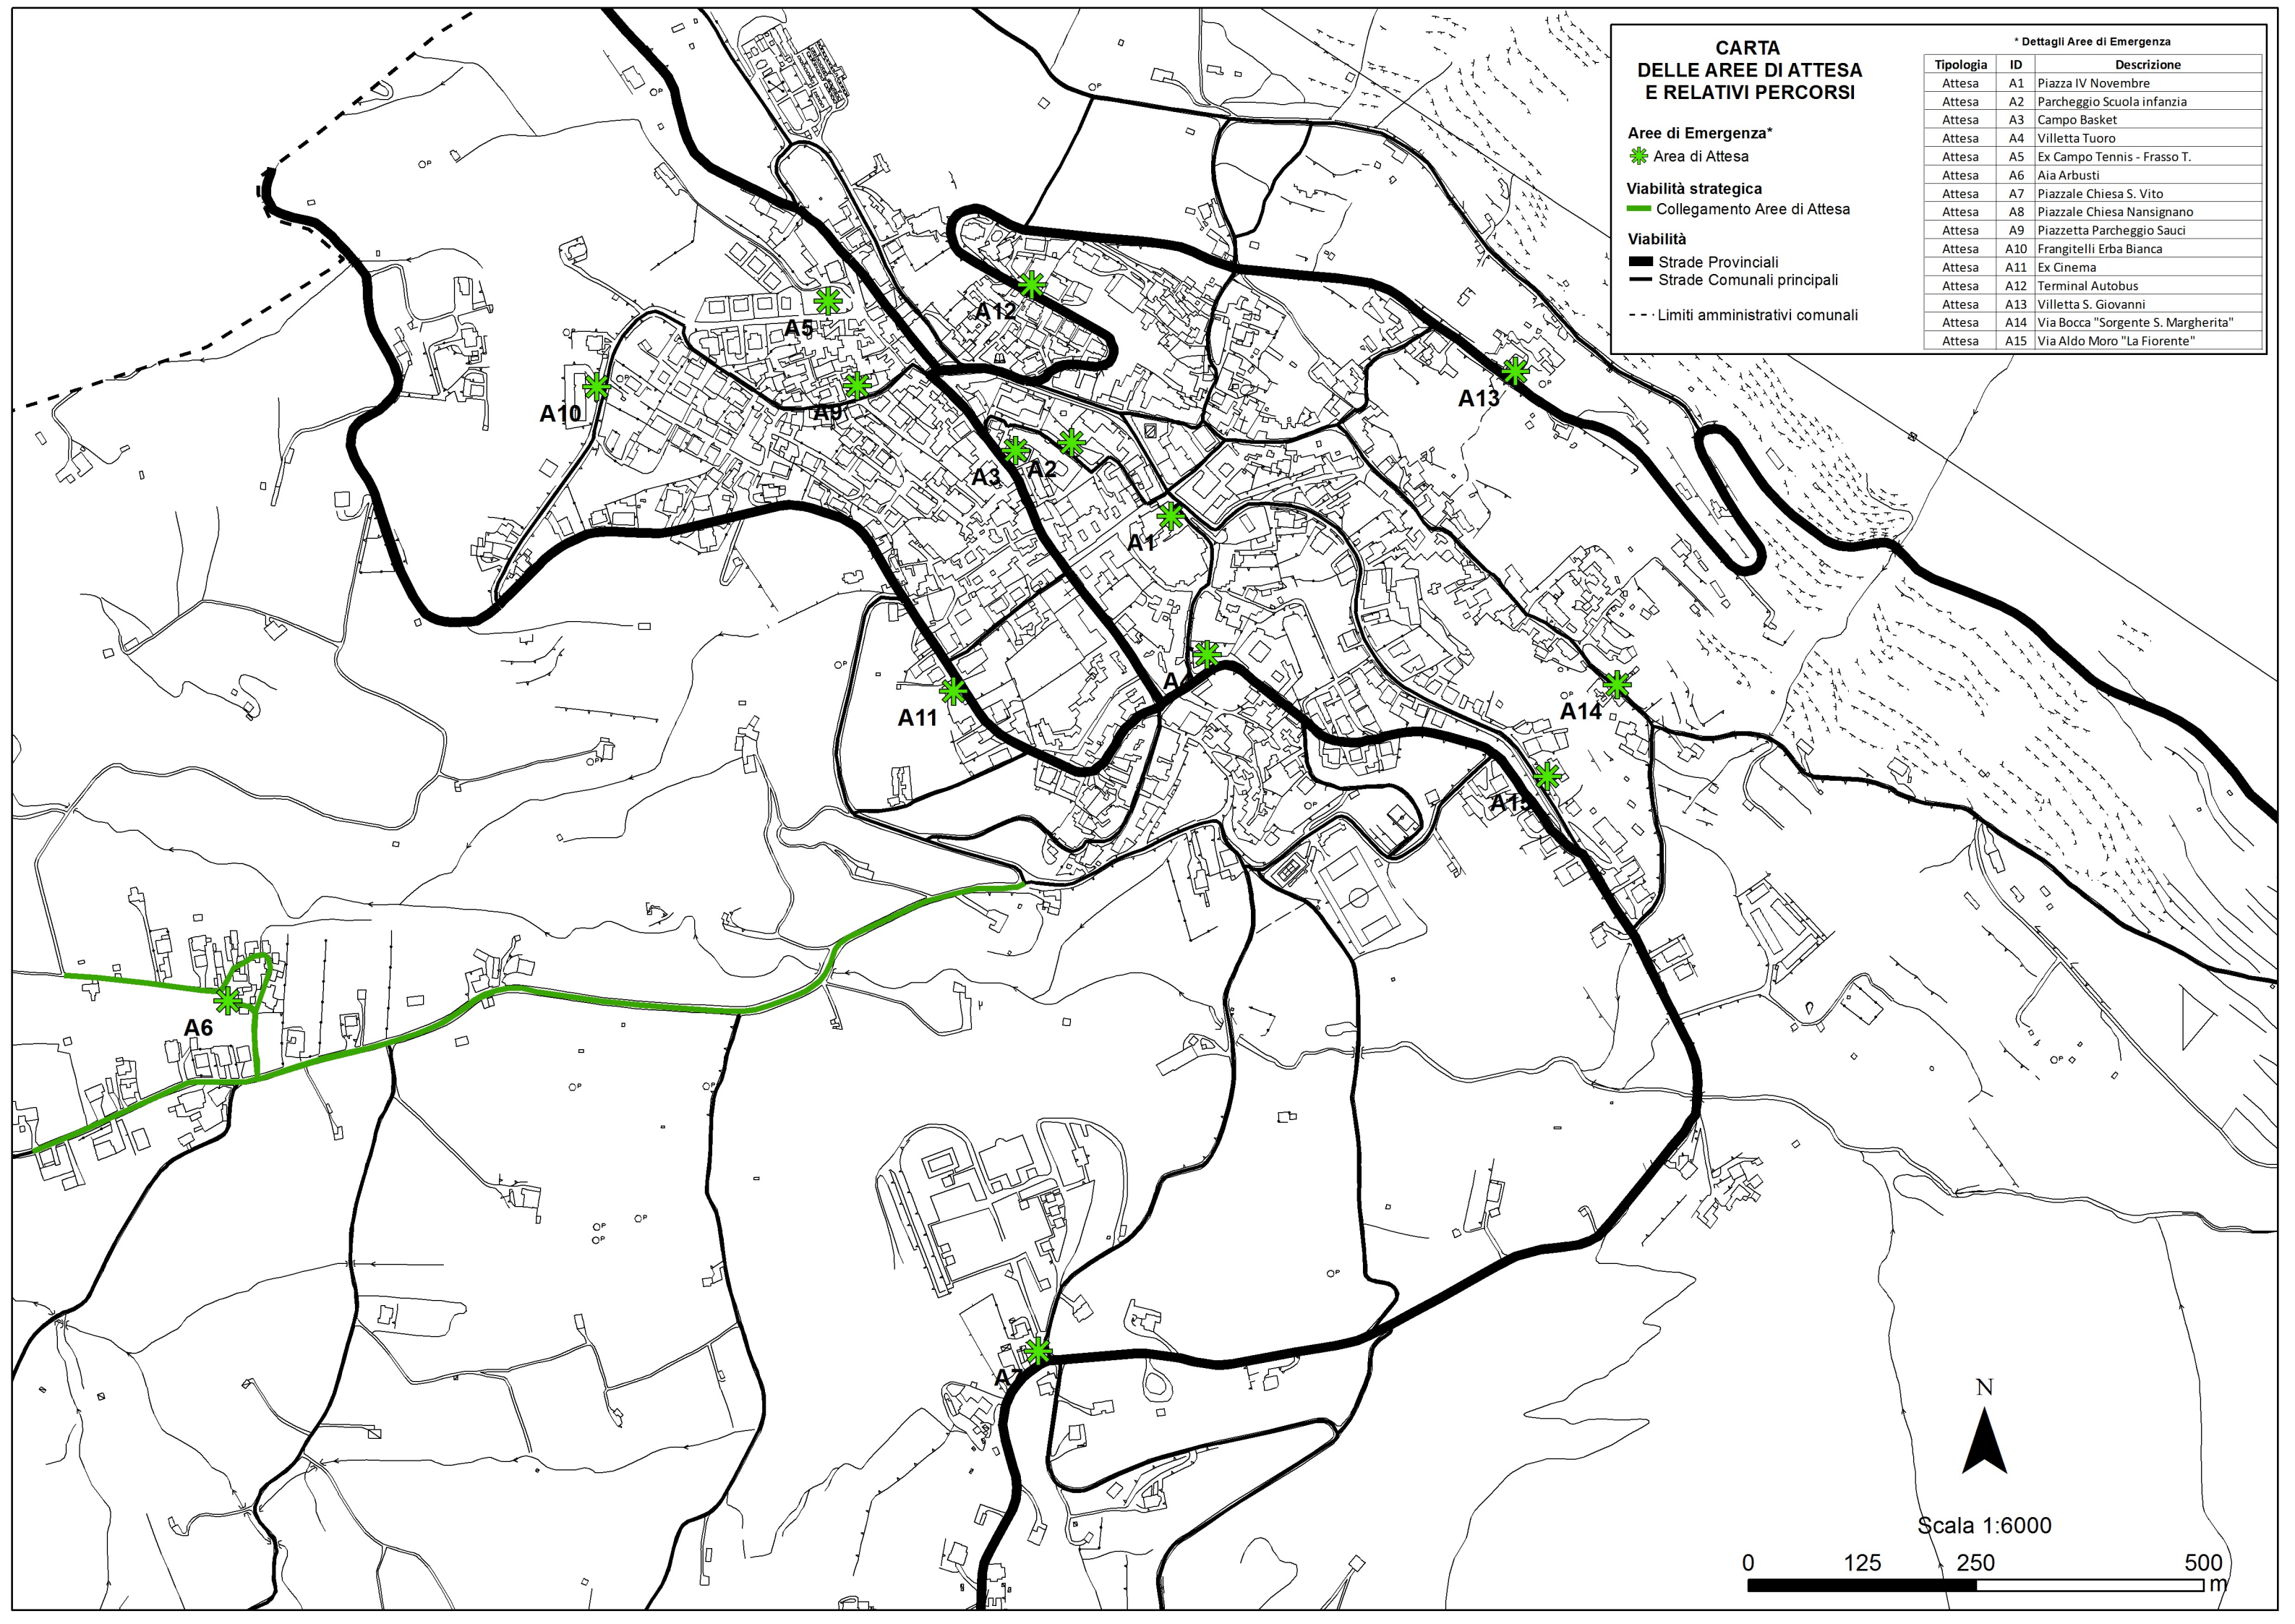 CARTA
DELLE AREE DI ATTESA
E RELATIVI PERCORSI
Aree di Emergenza*
Area di Attesa
Viabilità strategica
Collegamento Aree di Attesa
Viabilità
Strade Provinciali
Strade Comunali principali
Limiti amministrativi comunali
* Dettagli Aree di Emergenza
Tipologia ID Descrizione
Attesa A1 Piazza IV Novembre
Attesa A2 Parcheggio Scuola infanzia
Attesa A3 Campo Basket
Attesa A4 Villetta Tuoro
Attesa A5 Ex Campo Tennis - Frasso T.
Attesa A6 Aia Arbusti
Attesa A7 Piazzale Chiesa S. Vito
Attesa A8 Piazzale Chiesa Nansignano
Attesa A9 Piazzetta Parcheggio Sauci
Attesa A10 Frangitelli Erba Bianca
Attesa A11 Ex Cinema
Attesa A12 Terminal Autobus
Attesa A13 Villetta S. Giovanni
Attesa A14 Via Bocca "Sorgente S. Margherita"
Attesa A15 Via Aldo Moro "La Fiorente"
A12
A5
A13
A10
A9
A3
A2
A1
A4
A11
A14
A15
A6
A7
N
Scala 1:6000
0 125 250 500
m